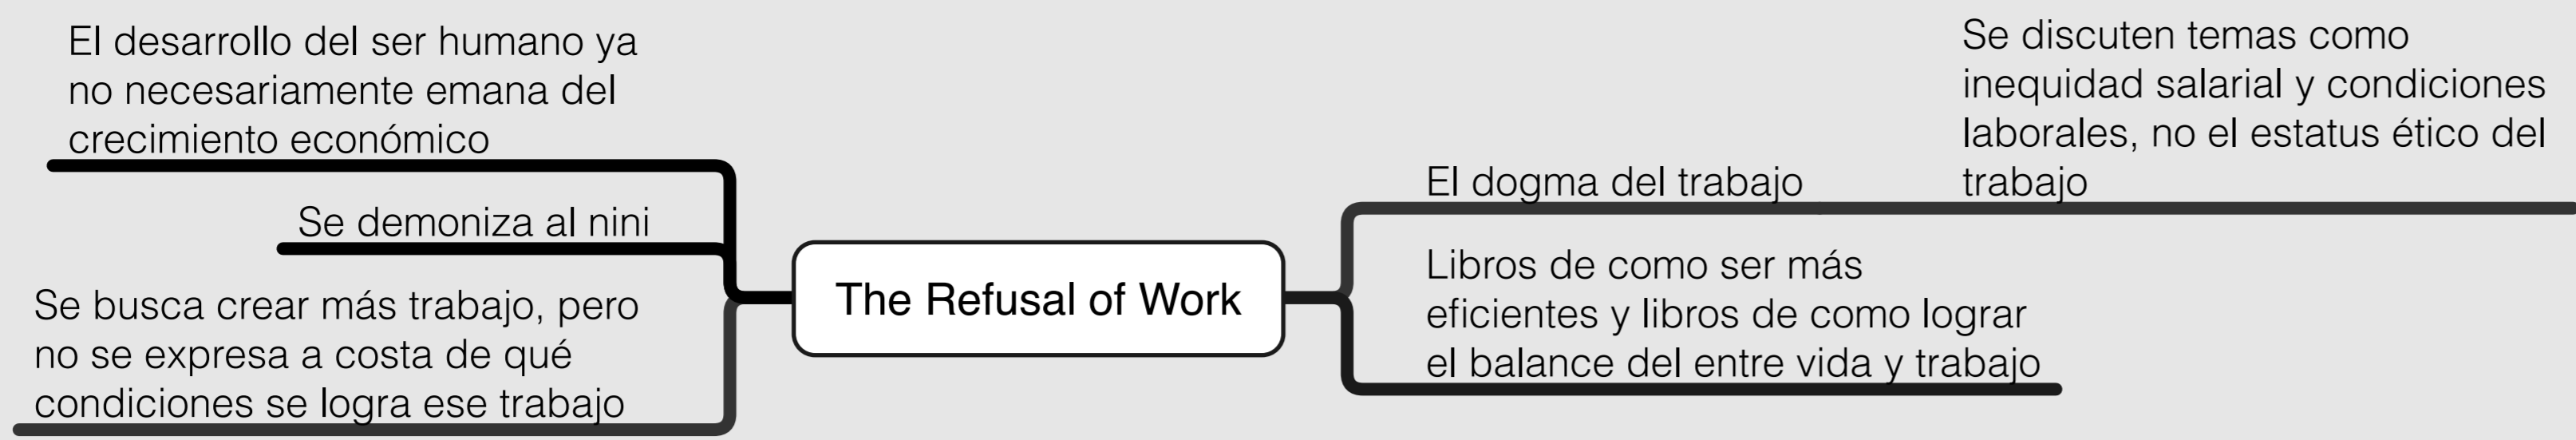 El desarrollo del ser humano ya
no necesariamente emana del
crecimiento económico
Se demoniza al nini
Se busca crear más trabajo, pero
no se expresa a costa de qué
condiciones se logra ese trabajo
The Refusal of Work
El dogma del trabajo
Se discuten temas como
inequidad salarial y condiciones
laborales, no el estatus ético del
trabajo
Libros de como ser más
eficientes y libros de como lograr
el balance del entre vida y trabajo